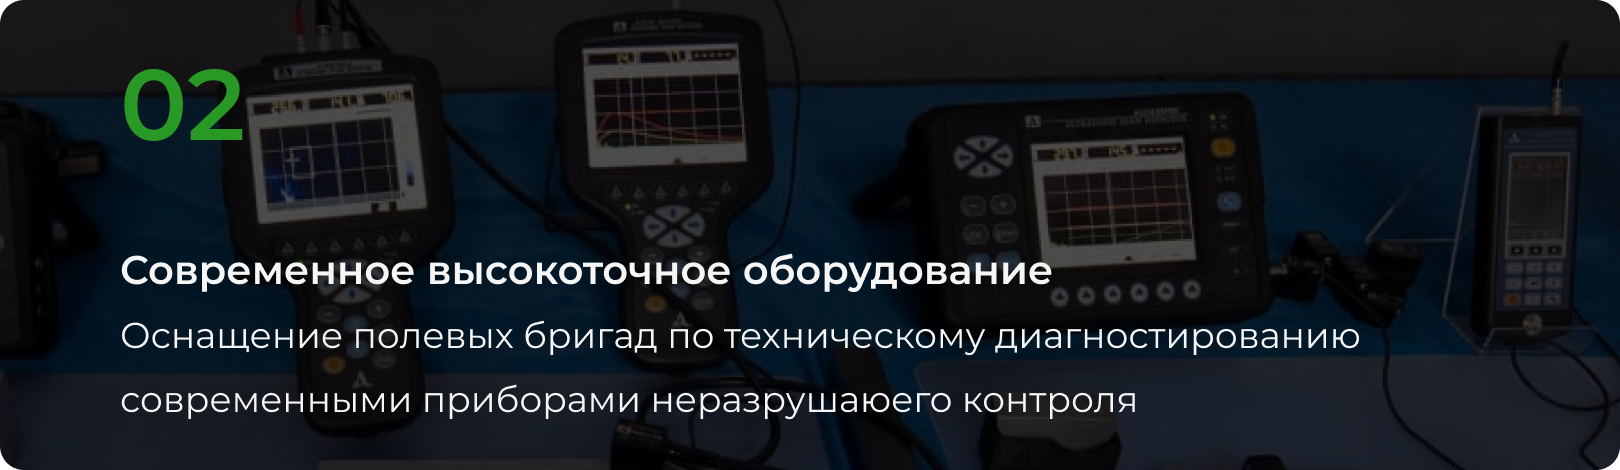 02
Современное высокоточное оборудование
Оснащение полевых бригад по техническому диагностированию
современными приборами неразрушаюего контроля